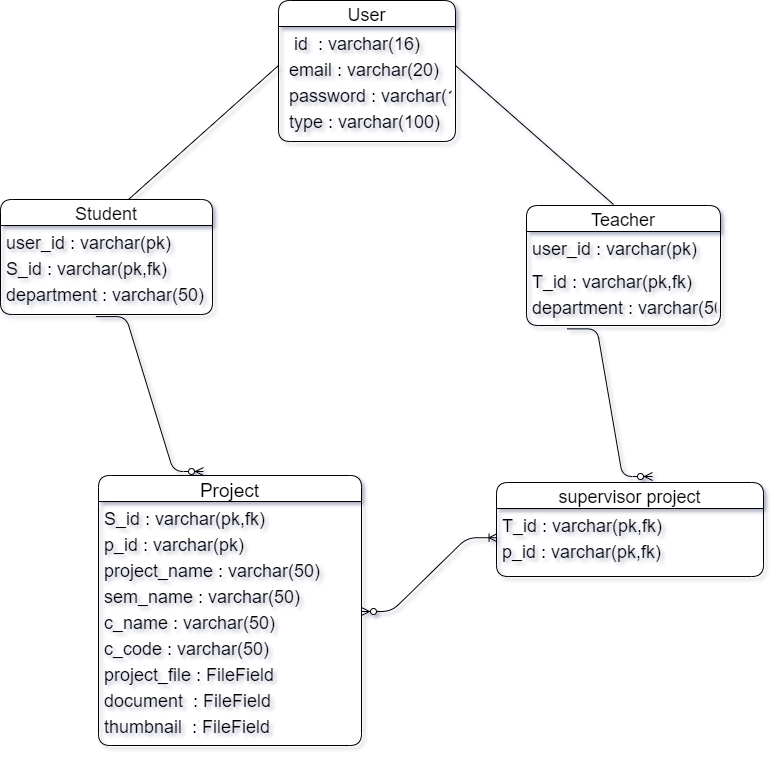 User
id : varchar(16)
email : varchar(20)
password : varchar(
type : varchar(100)
Student
user_id : varchar(pk)
S_id : varchar(pk,fk)
department : varchar(50)
Teacher
user_id : varchar(pk)
T_id : varchar(pk,fk)
department : varchar(5
Project
S_id : varchar(pk,fk)
p_id : varchar(pk)
project_name : varchar(50)
sem_name : varchar(50)
c_name : varchar(50)
c_code : varchar(50)
project_file : FileField
document : FileField
thumbnail : FileField
supervisor project
T_id : varchar(pk,fk)
p_id : varchar(pk,fk)